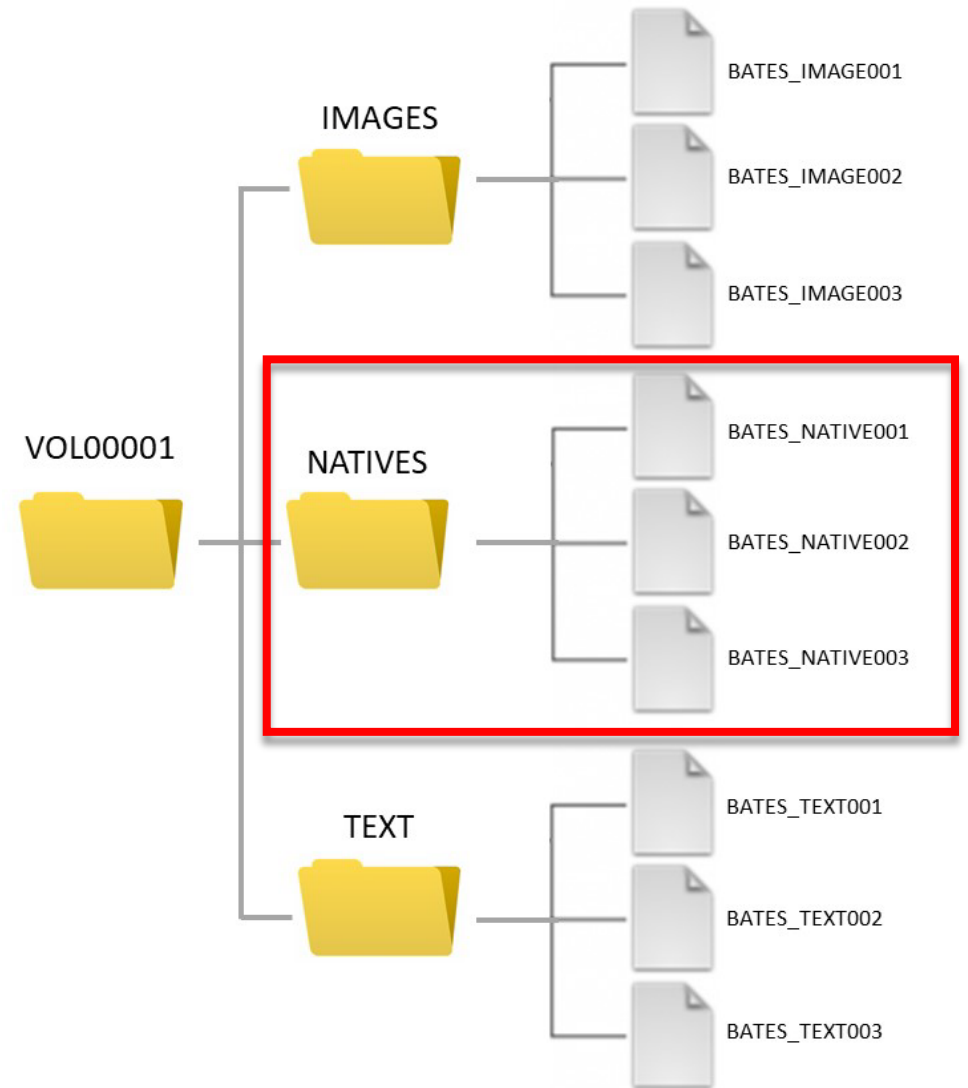 VOL00001
IMAGES
BATES_IMAGE001
BATES_IMAGE002
BATES_IMAGE003
NATIVES
BATES_NATIVE001
BATES_NATIVE002
BATES_NATIVE003
TEXT
BATES_TEXT001
BATES_TEXT002
BATES_TEXT003